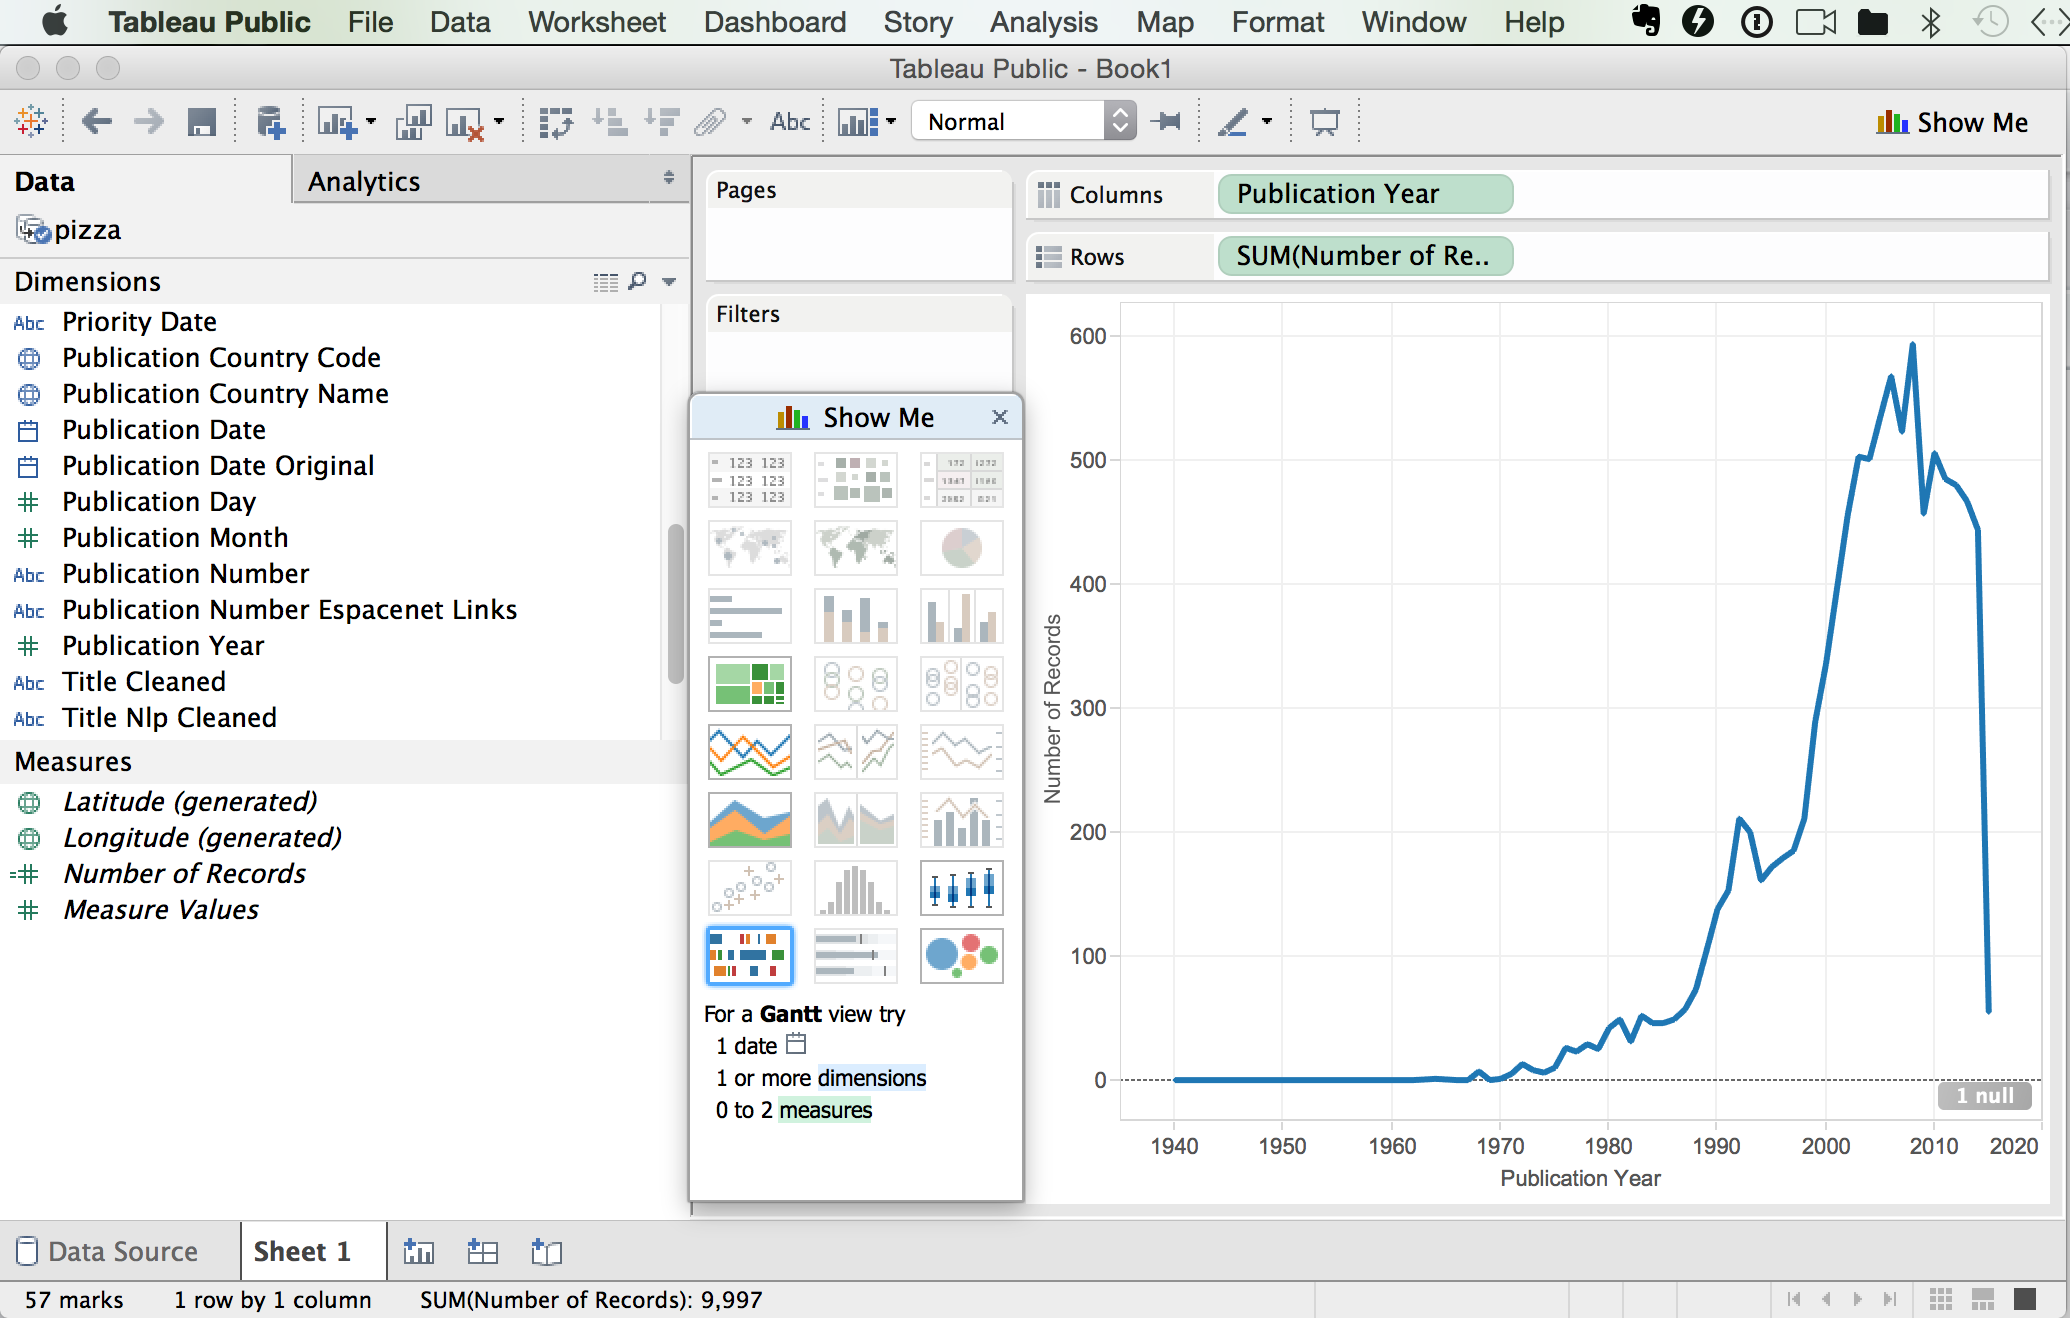 Tableau Public File Data Worksheet Dashboard Story Analysis Map Format Window Help
Tableau Public - Book1
Abc Normal Show Me
Data Analytics
pizza
Dimensions
Abc Priority Date
Publication Country Code
Publication Country Name
Publication Date
Publication Date Original
# Publication Day
# Publication Month
Abc Publication Number
Abc Publication Number Espacenet Links
# Publication Year
Abc Title Cleaned
Abc Title Nlp Cleaned
Measures
Latitude (generated)
Longitude (generated)
=# Number of Records
# Measure Values
Pages
Filters
Columns Publication Year
Rows SUM(Number of Re..
Show Me
123 123
123 123
123 123
For a Gantt view try
1 date
1 or more dimensions
0 to 2 measures
Number of Records
600
500
400
300
200
100
0
1 null
1940 1950 1960 1970 1980 1990 2000 2010 2020
Publication Year
Data Source Sheet 1
57 marks 1 row by 1 column SUM(Number of Records): 9,997